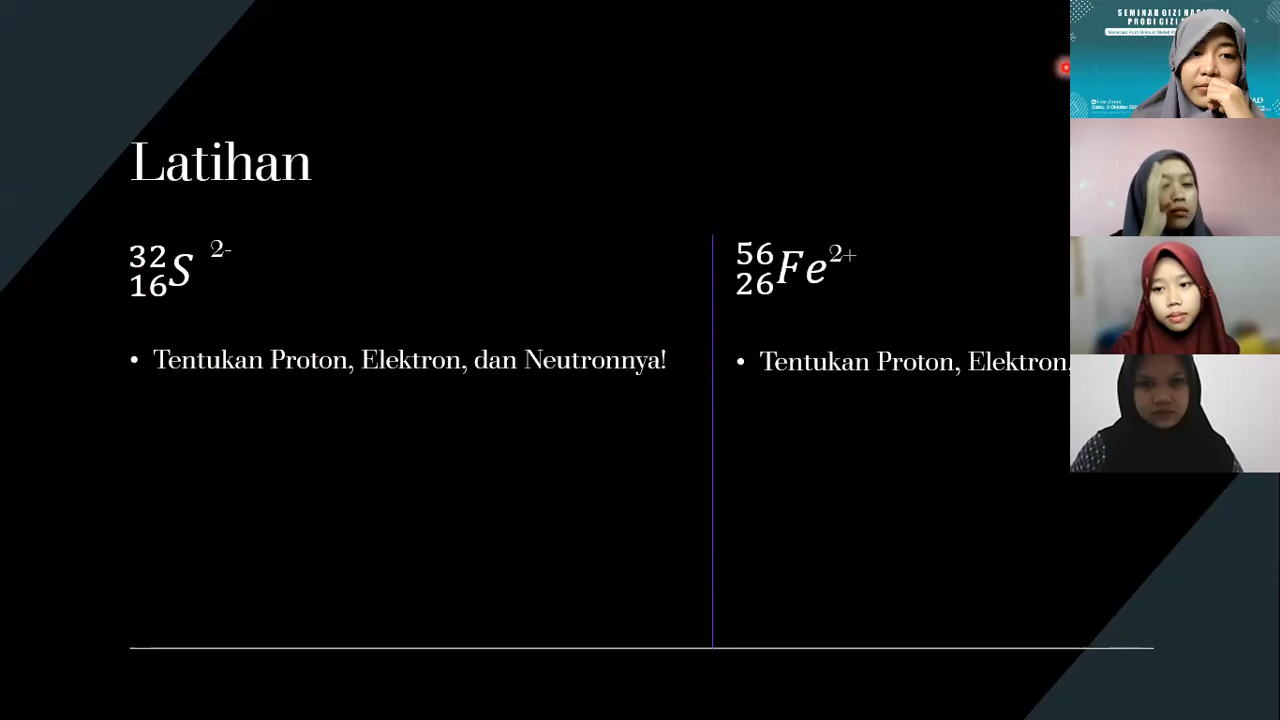 Latihan
32
16 S 2-
• Tentukan Proton, Elektron, dan Neutronnya!
56
26 Fe 2+
• Tentukan Proton, Elektron,
SEMINAR GIZI
PRODI GIZI